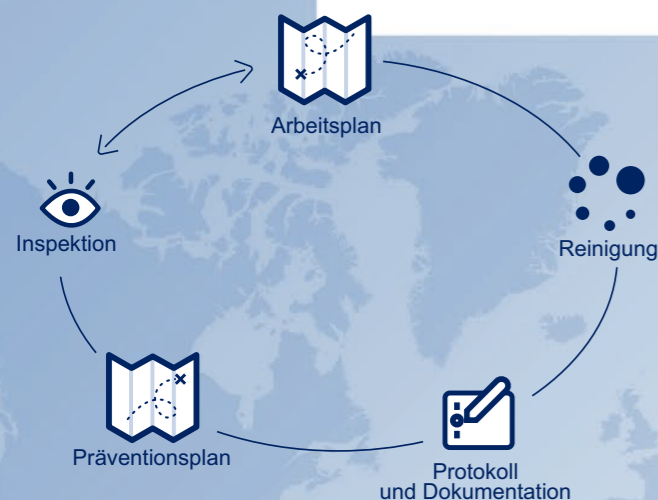 Arbeitsplan
Inspektion
Reinigung
Präventionsplan
Protokoll
und Dokumentation